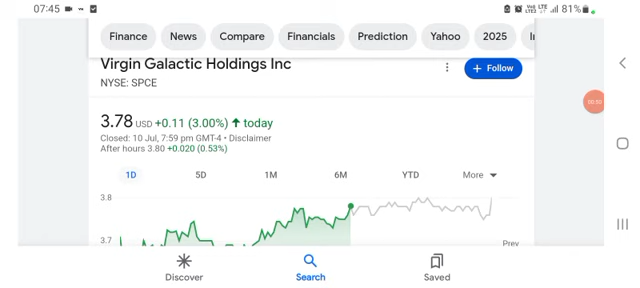 07:45 81%
Finance News Compare Financials Prediction Yahoo 2025
Virgin Galactic Holdings Inc
NYSE: SPCE
+ Follow
3.78 USD +0.11 (3.00%) ↑ today
Closed: 10 Jul, 7:59 pm GMT-4 • Disclaimer
After hours 3.80 +0.020 (0.53%)
1D 5D 1M 6M YTD More
3.8
3.7
Prev
Discover Search Saved